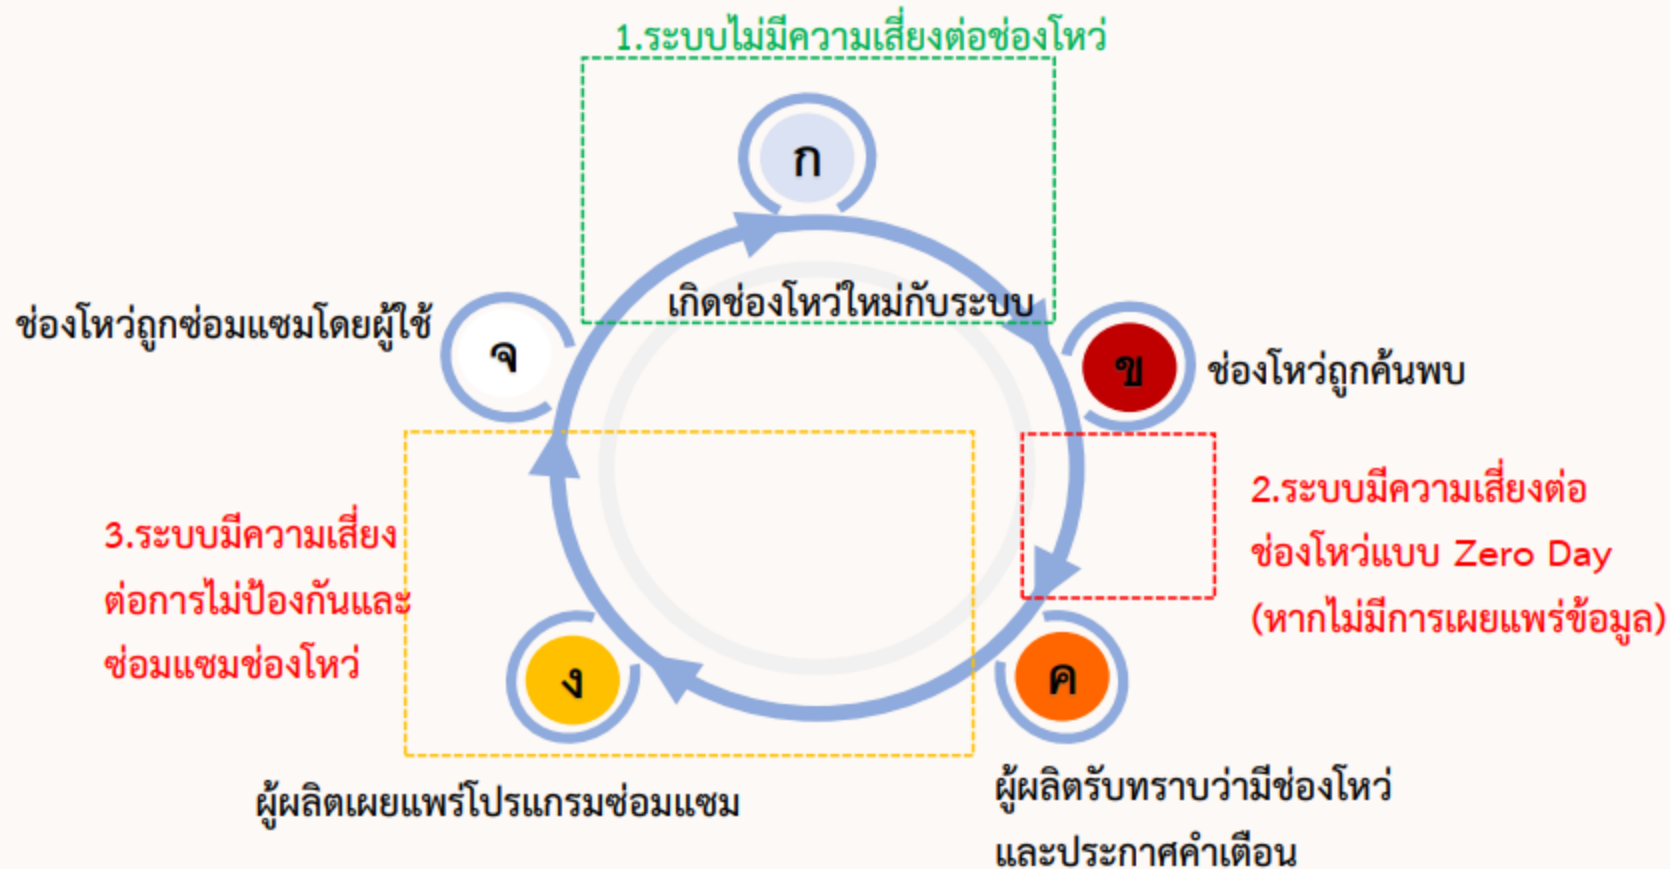 1.ระบบไม่มีความเสี่ยงต่อช่องโหว่
ก
เกิดช่องโหว่ใหม่กับระบบ
ข
ช่องโหว่ถูกค้นพบ
2.ระบบมีความเสี่ยงต่อ
ช่องโหว่แบบ Zero Day
(หากไม่มีการเผยแพร่ข้อมูล)
ค
ผู้ผลิตรับทราบว่ามีช่องโหว่
และประกาศคำเตือน
ง
ผู้ผลิตเผยแพร่โปรแกรมซ่อมแซม
3.ระบบมีความเสี่ยง
ต่อการไม่ป้องกันและ
ซ่อมแซมช่องโหว่
จ
ช่องโหว่ถูกซ่อมแซมโดยผู้ใช้